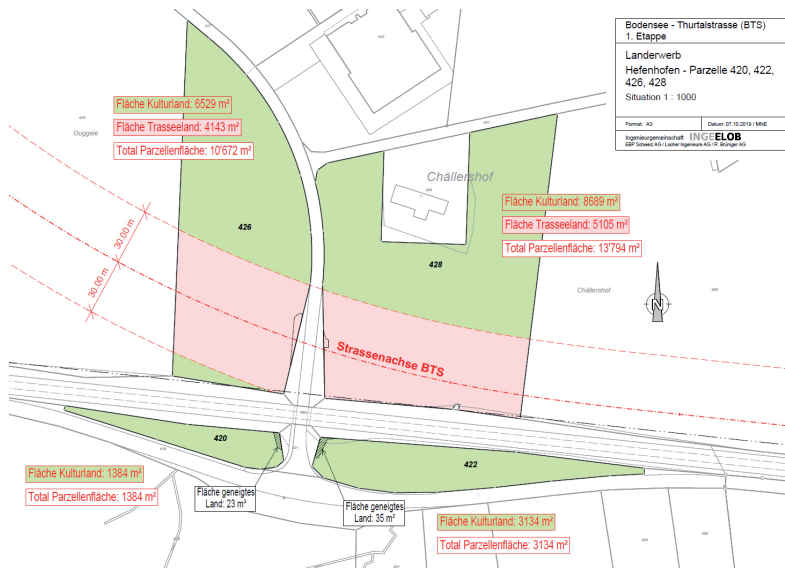 Bodensee - Thurtalstrasse (BTS)
1. Etappe
Landerwerb
Hefenhofen - Parzelle 420, 422,
426, 428
Situation 1 : 1000
Format: A3
Datum: 07.10.2019 / MNE
Ingenieurgemeinschaft INGEELOB
EBP Schweiz AG / Locher Ingenieure AG / R. Brüniger AG
Fläche Kulturland: 6529 m²
Fläche Trasseeland: 4143 m²
Total Parzellenfläche: 10'672 m²
Guggeie
426
30.00 m
30.00 m
Chällershof
Fläche Kulturland: 8689 m²
Fläche Trasseeland: 5105 m²
Total Parzellenfläche: 13'794 m²
428
Chällershof
N
Strassenachse BTS
420
422
Fläche Kulturland: 1384 m²
Total Parzellenfläche: 1384 m²
Fläche geneigtes
Land: 23 m²
Fläche geneigtes
Land: 35 m²
Fläche Kulturland: 3134 m²
Total Parzellenfläche: 3134 m²